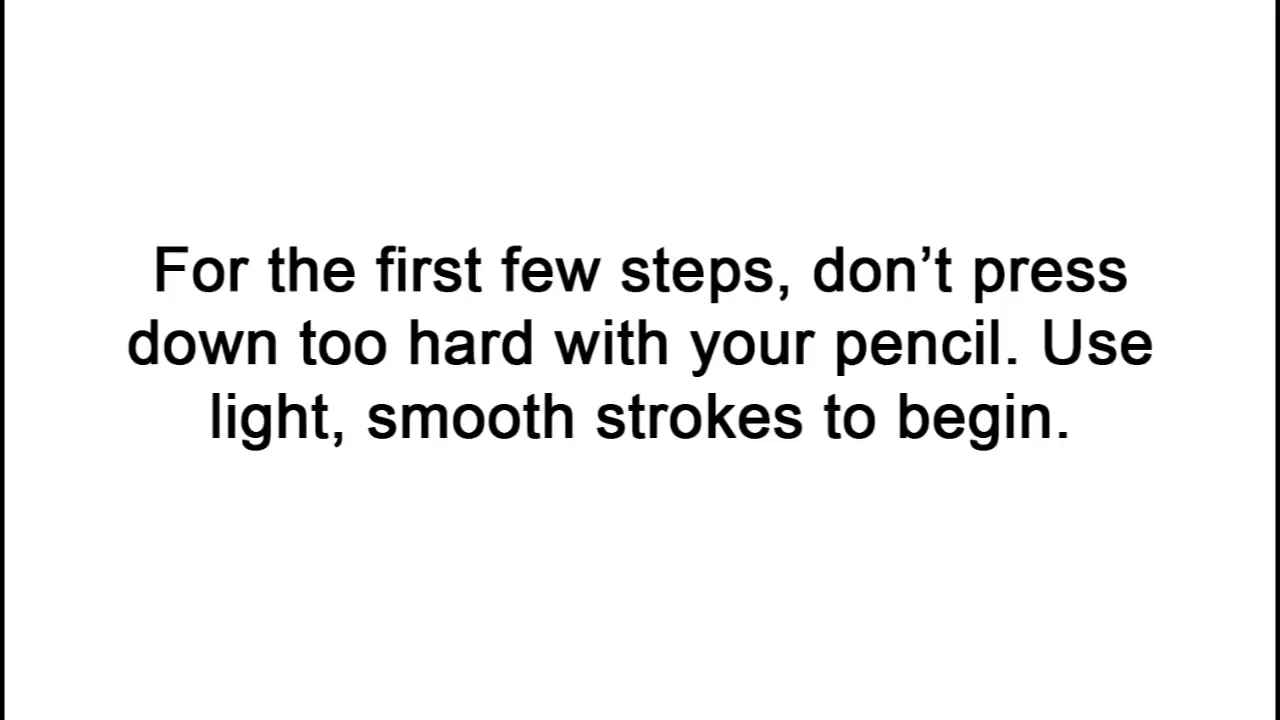 For the first few steps, don’t press
down too hard with your pencil. Use
light, smooth strokes to begin.